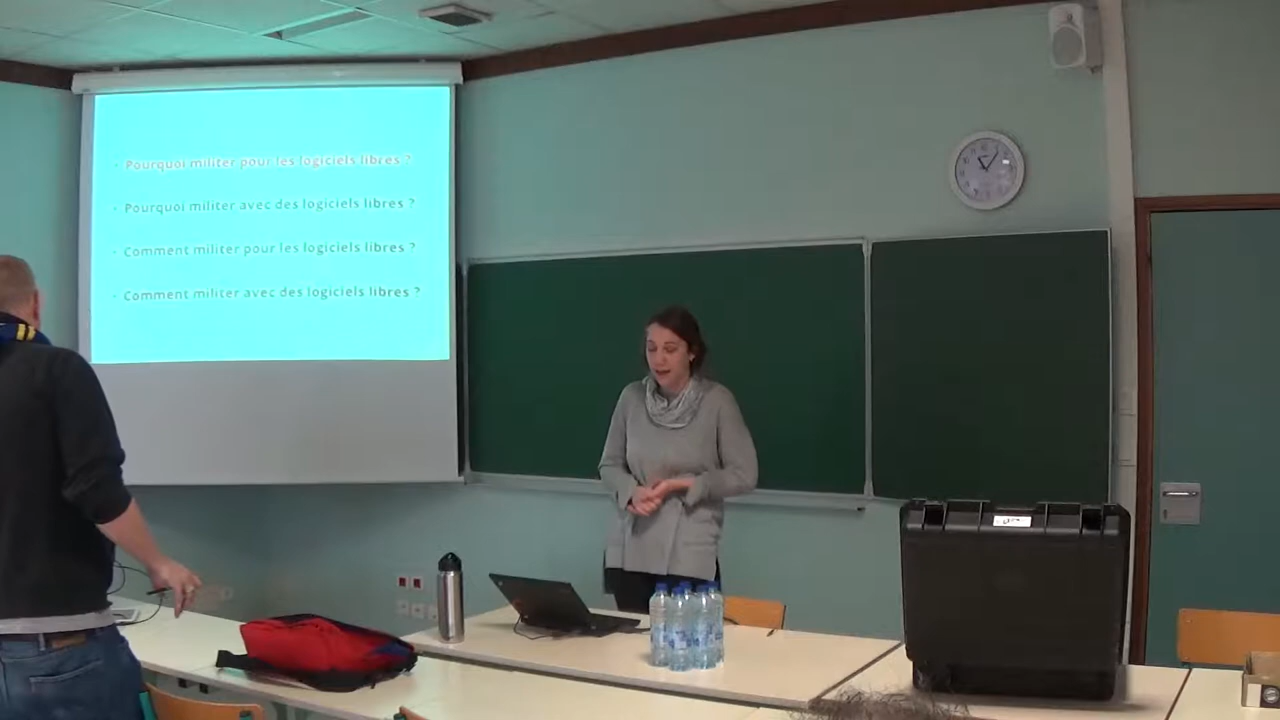 - Pourquoi militer pour les logiciels libres ?
- Pourquoi militer avec des logiciels libres ?
- Comment militer pour les logiciels libres ?
- Comment militer avec des logiciels libres ?